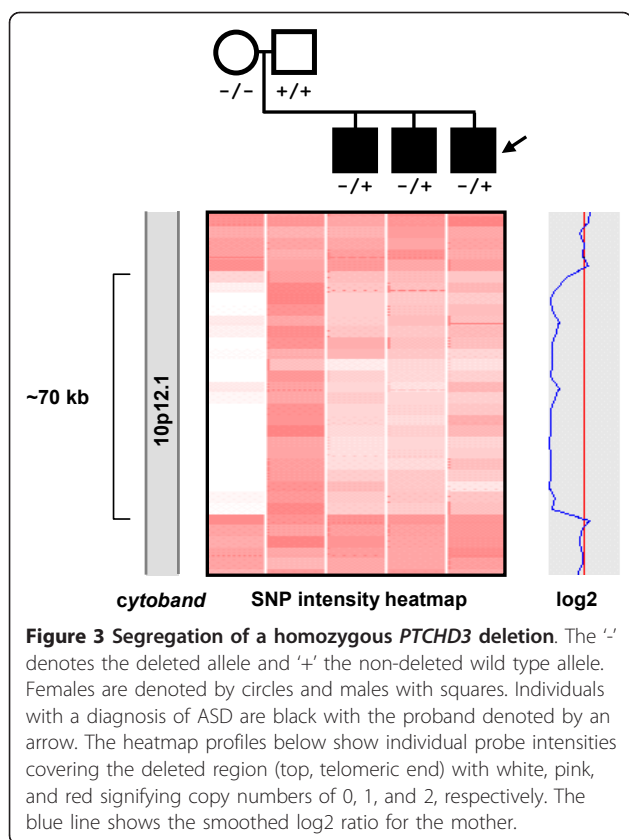 -/- +/+
-/+ -/+ -/+
~70 kb
10p12.1
cytoband SNP intensity heatmap log2
Figure 3 Segregation of a homozygous PTCHD3 deletion. The ‘-’
denotes the deleted allele and ‘+’ the non-deleted wild type allele.
Females are denoted by circles and males with squares. Individuals
with a diagnosis of ASD are black with the proband denoted by an
arrow. The heatmap profiles below show individual probe intensities
covering the deleted region (top, telomeric end) with white, pink,
and red signifying copy numbers of 0, 1, and 2, respectively. The
blue line shows the smoothed log2 ratio for the mother.